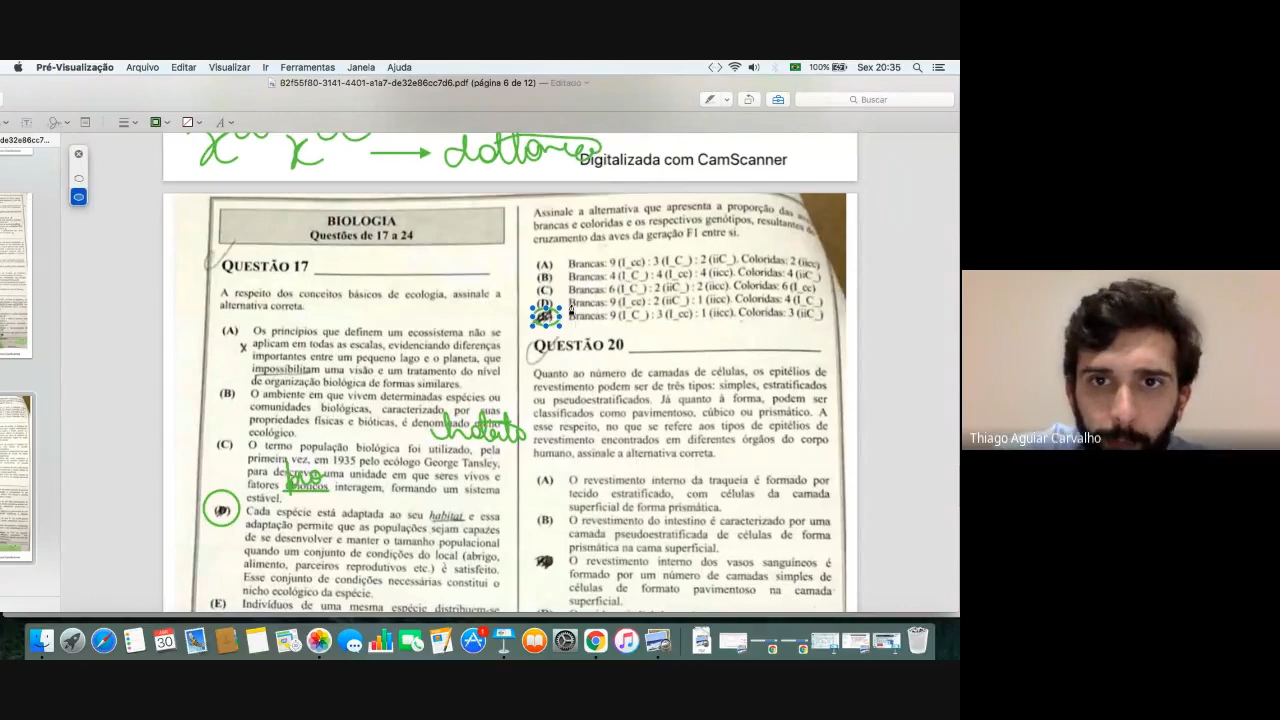 Pré-Visualização Arquivo Editar Visualizar Ir Ferramentas Janela Ajuda 100% Sex 20:35
82f55f80-3141-4401-a1a7-de32e86cc7d6.pdf (página 6 de 12) — Editado
Buscar
de32e86cc7...
Digitalizada com CamScanner
BIOLOGIA
Questões de 17 a 24
QUESTÃO 17
A respeito dos conceitos básicos de ecologia, assinale a
alternativa correta.
(A) Os princípios que definem um ecossistema não se
x aplicam em todas as escalas, evidenciando diferenças
importantes entre um pequeno lago e o planeta, que
impossibilitam uma visão e um tratamento do nível
de organização biológica de formas similares.
(B) O ambiente em que vivem determinadas espécies ou
comunidades biológicas, caracterizado por suas
propriedades físicas e bióticas, é denominado
ecológico.
(C) O termo população biológica foi utilizado, pela
primeira vez, em 1935 pelo ecólogo George Tansley,
para uma unidade em que seres vivos e
fatores interagem, formando um sistema
estável.
(D) Cada espécie está adaptada ao seu habitat e essa
adaptação permite que as populações sejam capazes
de se desenvolver e manter o tamanho populacional
quando um conjunto de condições do local (abrigo,
alimento, parceiros reprodutivos etc.) é satisfeito.
Esse conjunto de condições necessárias constitui o
nicho ecológico da espécie.
(E) Indivíduos de uma mesma espécie distribuem-se
Assinale a alternativa que apresenta a proporção das
brancas e coloridas e os respectivos genótipos, resultantes
cruzamento das aves da geração F1 entre si.
(A) Brancas: 9 (I_cc) : 3 (I_C_) : 2 (iiC_). Coloridas: 2 (iicc)
(B) Brancas: 4 (I_C_) : 4 (I_cc) : 4 (iicc). Coloridas: 4 (iiC_)
(C) Brancas: 6 (I_C_) : 2 (iiC_) : 2 (iicc). Coloridas: 6 (I_cc)
(D) Brancas: 9 (I_cc) : 2 (iiC_) : 1 (iicc). Coloridas: 4 (I_C_)
Brancas: 9 (I_C_) : 3 (I_cc) : 1 (iicc). Coloridas: 3 (iiC_)
QUESTÃO 20
Quanto ao número de camadas de células, os epitélios de
revestimento podem ser de três tipos: simples, estratificados
ou pseudoestratificados. Já quanto à forma, podem ser
classificados como pavimentoso, cúbico ou prismático. A
esse respeito, no que se refere aos tipos de epitélios de
revestimento encontrados em diferentes órgãos do corpo
humano, assinale a alternativa correta.
(A) O revestimento interno da traqueia é formado por
tecido estratificado, com células da camada
superficial de forma prismática.
(B) O revestimento do intestino é caracterizado por uma
camada pseudoestratificada de células de forma
prismática na cama superficial.
O revestimento interno dos vasos sanguíneos é
formado por um número de camadas simples de
células de formato pavimentoso na camada
superficial.
Thiago Aguiar Carvalho
30
1